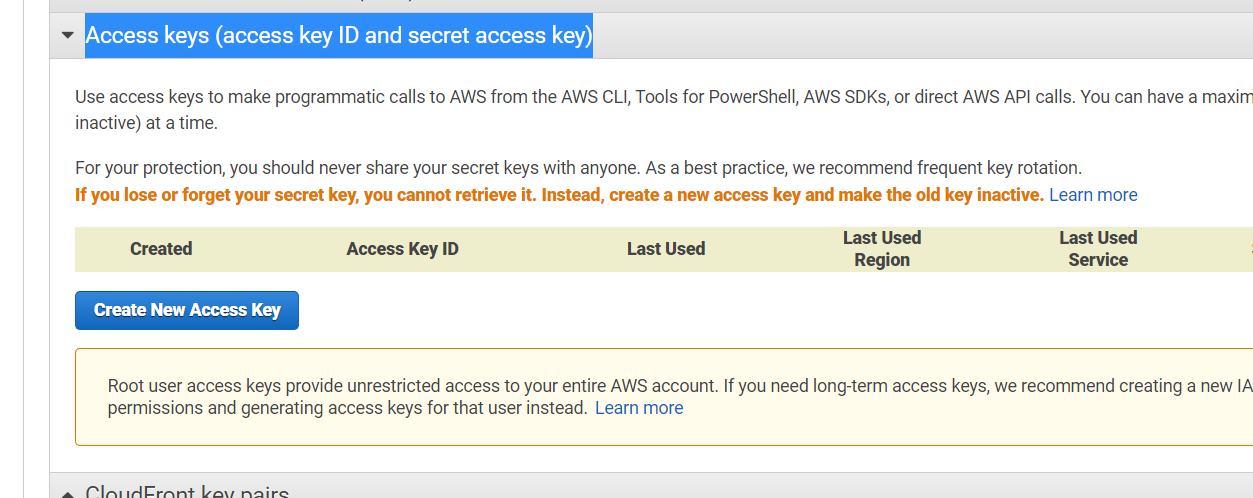 Access keys (access key ID and secret access key)
Use access keys to make programmatic calls to AWS from the AWS CLI, Tools for PowerShell, AWS SDKs, or direct AWS API calls. You can have a maxim
inactive) at a time.
For your protection, you should never share your secret keys with anyone. As a best practice, we recommend frequent key rotation.
If you lose or forget your secret key, you cannot retrieve it. Instead, create a new access key and make the old key inactive. Learn more
Created Access Key ID Last Used Last Used Region Last Used Service
Create New Access Key
Root user access keys provide unrestricted access to your entire AWS account. If you need long-term access keys, we recommend creating a new IA
permissions and generating access keys for that user instead. Learn more
CloudFront key pairs